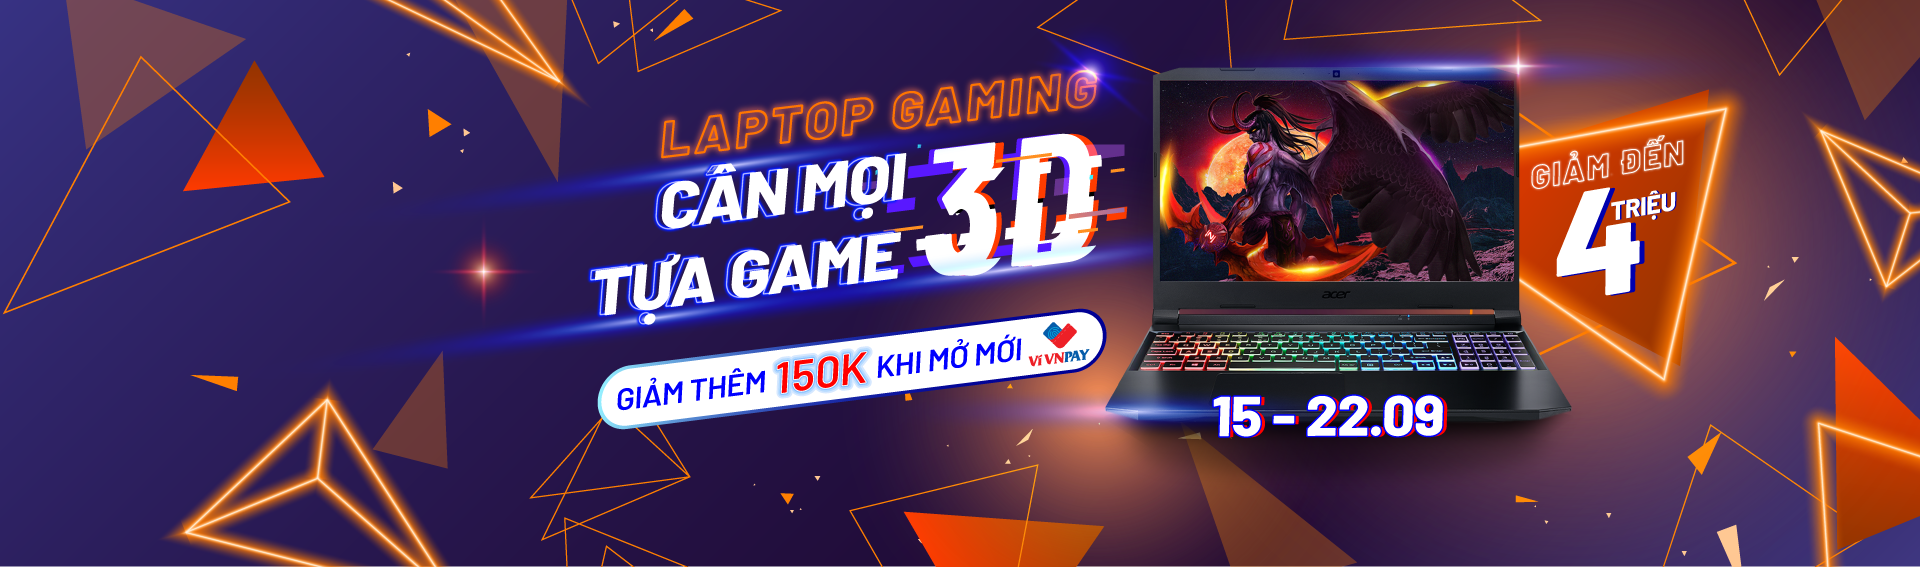 LAPTOP GAMING
CÂN MỌI
TỰA GAME
3D
GIẢM THÊM 150K KHI MỞ MỚI
Ví VNPAY
acer
GIẢM ĐẾN
4 TRIỆU
15 - 22.09